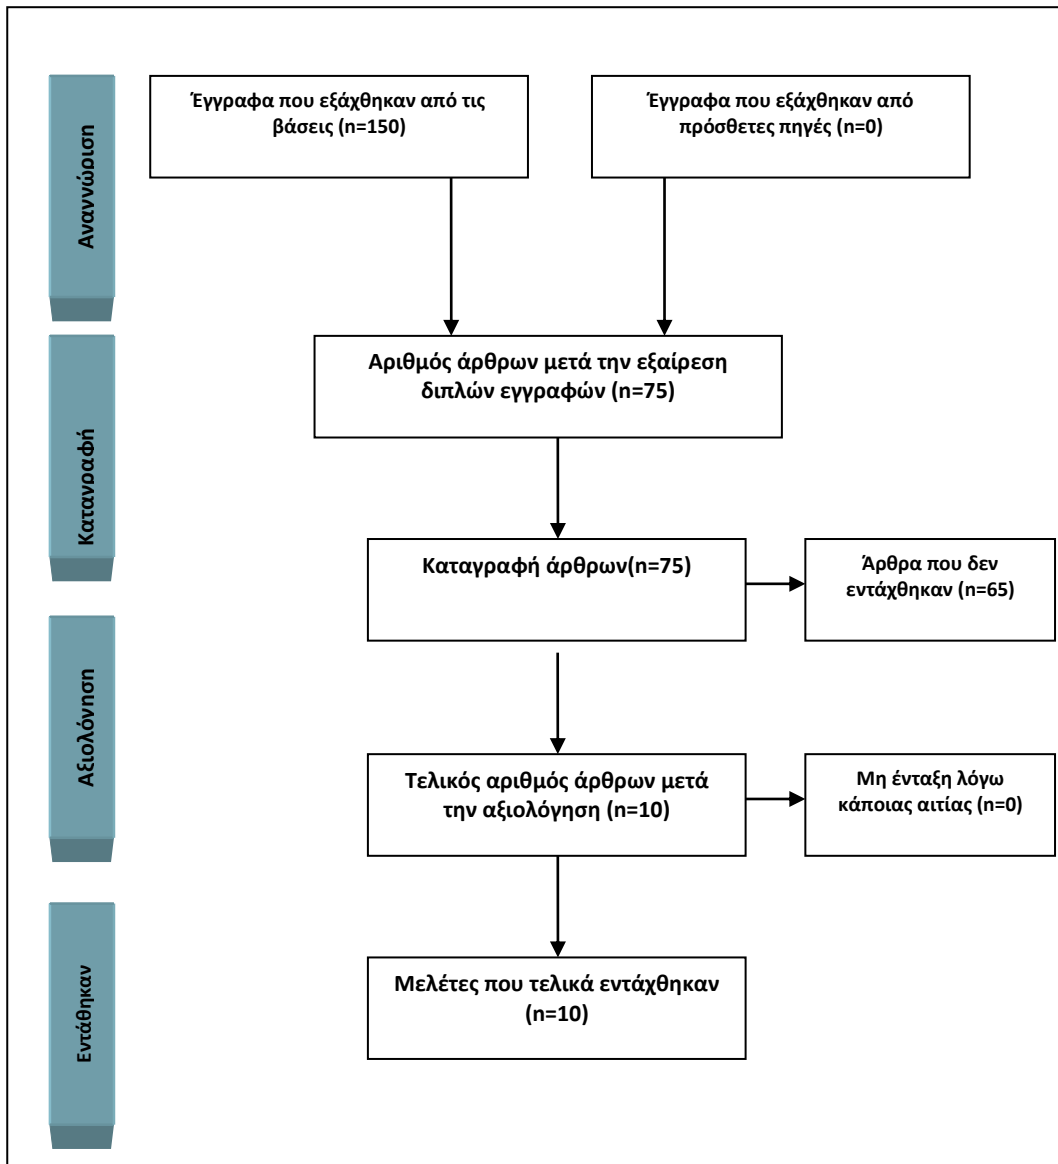 Αναννώριση
Έγγραφα που εξάχθηκαν από τις
βάσεις (n=150)
Έγγραφα που εξάχθηκαν από
πρόσθετες πηγές (n=0)
Καταγραφή
Αριθμός άρθρων μετά την εξαίρεση
διπλών εγγραφών (n=75)
Καταγραφή άρθρων(n=75)
Άρθρα που δεν
εντάχθηκαν (n=65)
Αξιολόνηση
Τελικός αριθμός άρθρων μετά
την αξιολόγηση (n=10)
Μη ένταξη λόγω
κάποιας αιτίας (n=0)
Εντάθηκαν
Μελέτες που τελικά εντάχθηκαν
(n=10)